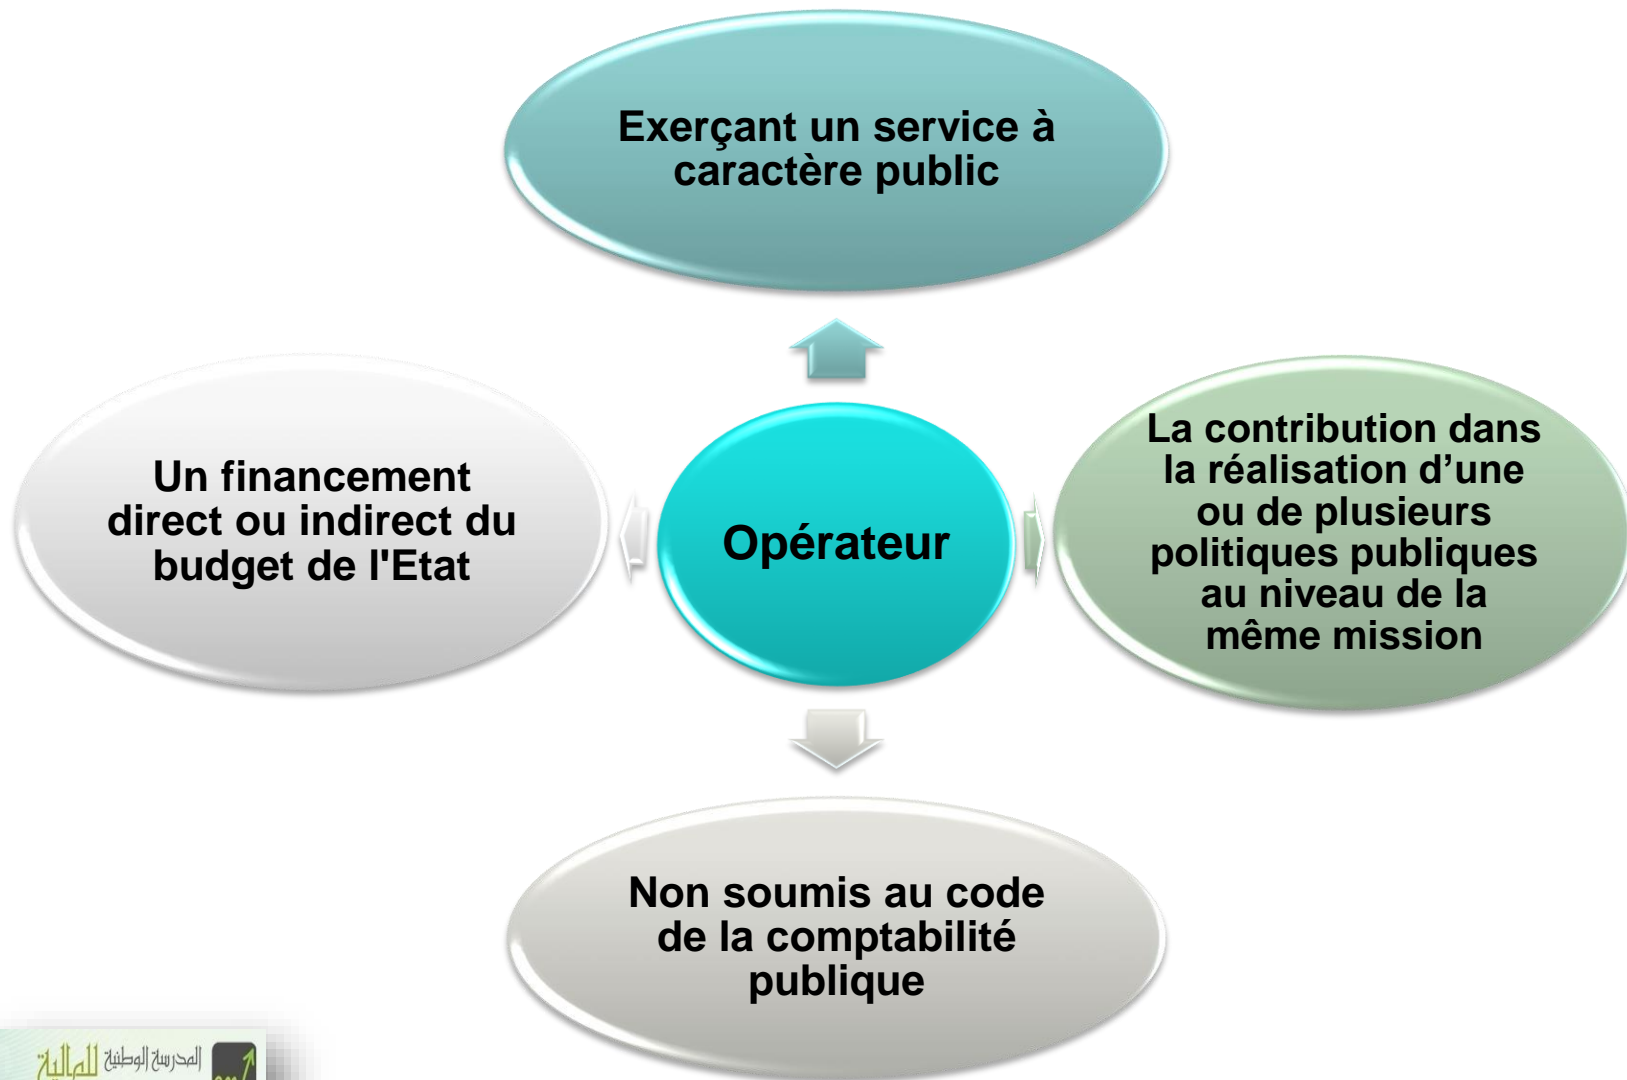 Exerçant un service à
caractère public
Un financement
direct ou indirect du
budget de l'Etat
Opérateur
La contribution dans
la réalisation d’une
ou de plusieurs
politiques publiques
au niveau de la
même mission
Non soumis au code
de la comptabilité
publique
المدرسة الوطنية للمالية